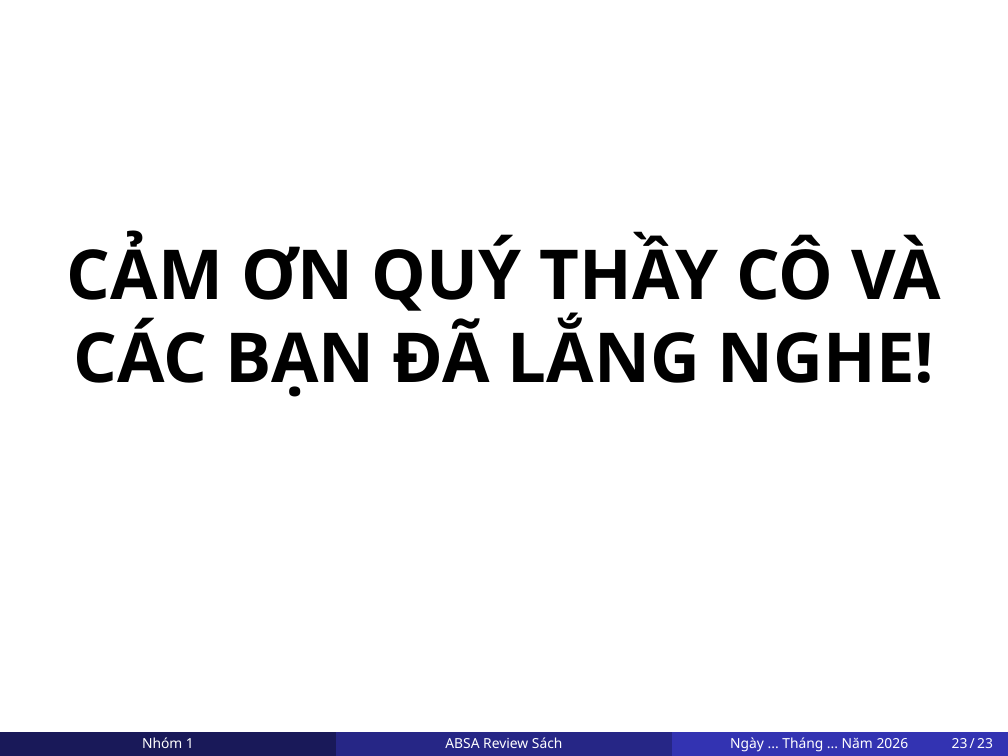 CẢM ƠN QUÝ THẦY CÔ VÀ
CÁC BẠN ĐÃ LẮNG NGHE!
Nhóm 1 ABSA Review Sách Ngày ... Tháng ... Năm 2026 23 / 23